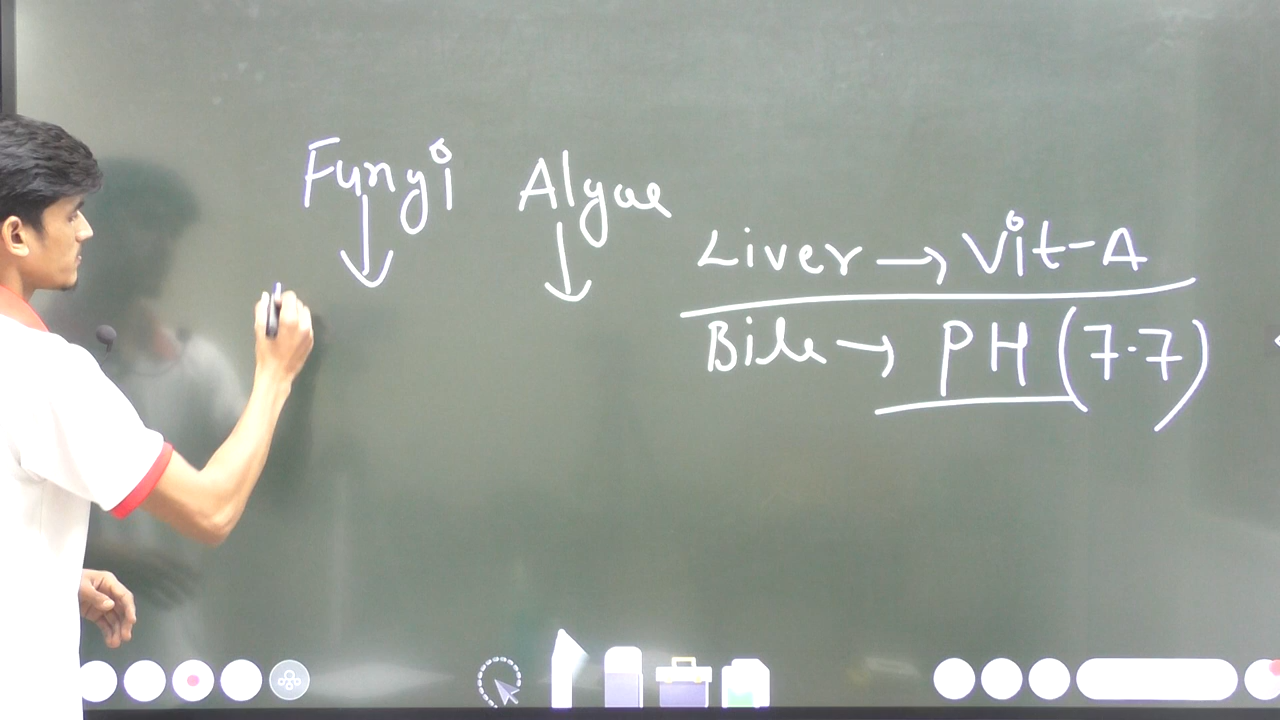 Fungi Algae
↓ ↓
Liver → Vit-A
Bile → PH (7.7)